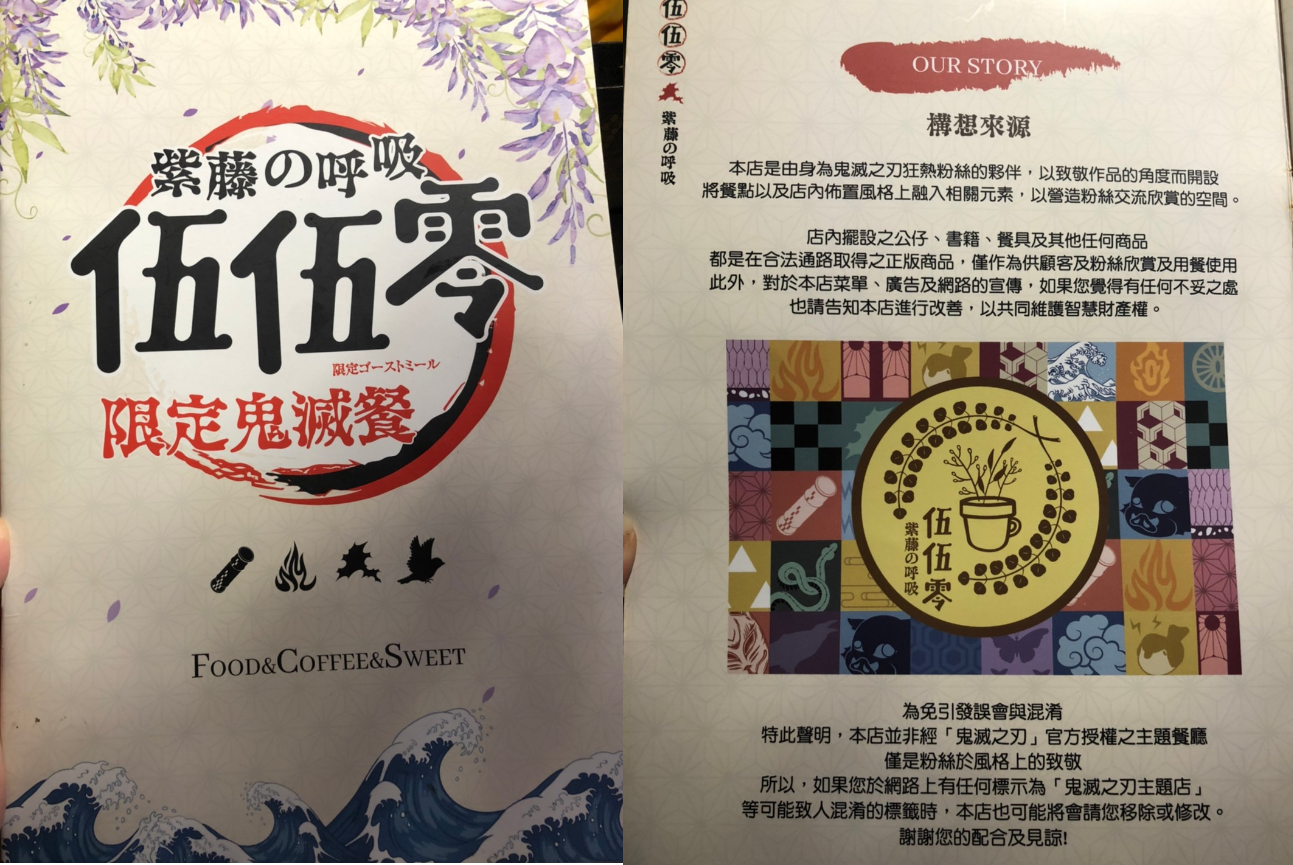 紫藤の呼吸
伍伍零
限定ゴーストミール
限定鬼滅餐
FOOD&COFFEE&SWEET
伍伍零
紫藤の呼吸
OUR STORY
構想來源
本店是由身為鬼滅之刃狂熱粉絲的夥伴，以致敬作品的角度而開設
將餐點以及店內佈置風格上融入相關元素，以營造粉絲交流欣賞的空間。
店內擺設之公仔、書籍、餐具及其他任何商品
都是在合法通路取得之正版商品，僅作為供顧客及粉絲欣賞及用餐使用
此外，對於本店菜單、廣告及網路的宣傳，如果您覺得有任何不妥之處
也請告知本店進行改善，以共同維護智慧財產權。
伍伍零
紫藤の呼吸
為免引發誤會與混淆
特此聲明，本店並非經「鬼滅之刃」官方授權之主題餐廳
僅是粉絲於風格上的致敬
所以，如果您於網路上有任何標示為「鬼滅之刃主題店」
等可能致人混淆的標籤時，本店也可能將會請您移除或修改。
謝謝您的配合及見諒!